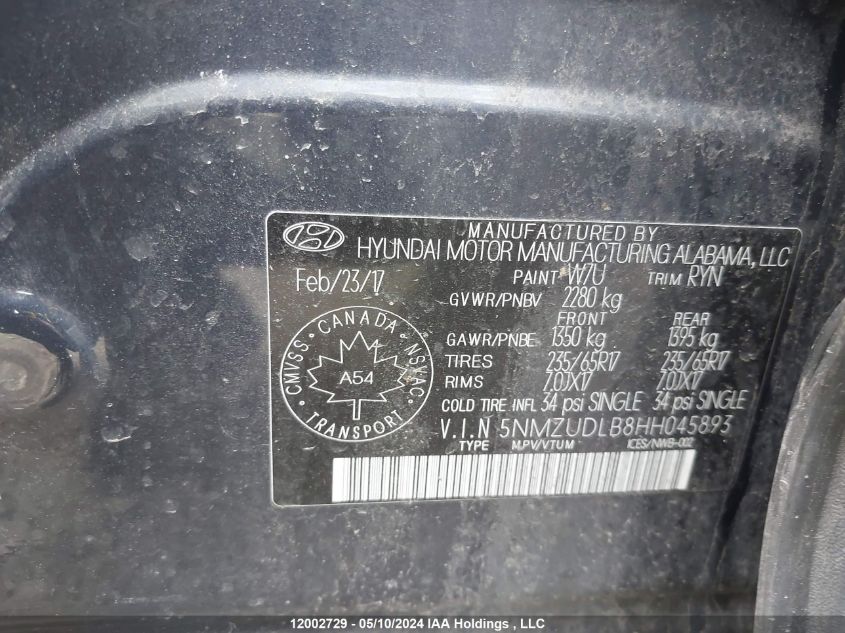 MANUFACTURED BY
HYUNDAI MOTOR MANUFACTURING ALABAMA, LLC
Feb/23/17 PAINT W7U TRIM RYN
GVWR/PNBV 2280 kg
FRONT REAR
GAWR/PNBE 1350 kg 1395 kg
TIRES 235/65R17 235/65R17
RIMS 7.0JX17 7.0JX17
COLD TIRE INFL 34 psi SINGLE 34 psi SINGLE
V.I.N 5NMZUDLB8HH045893
TYPE M.PV/V.TUM ICES/NWB-002
CMVSS · CANADA · NSVAC
A54
TRANSPORT
12002729 - 05/10/2024 IAA Holdings , LLC